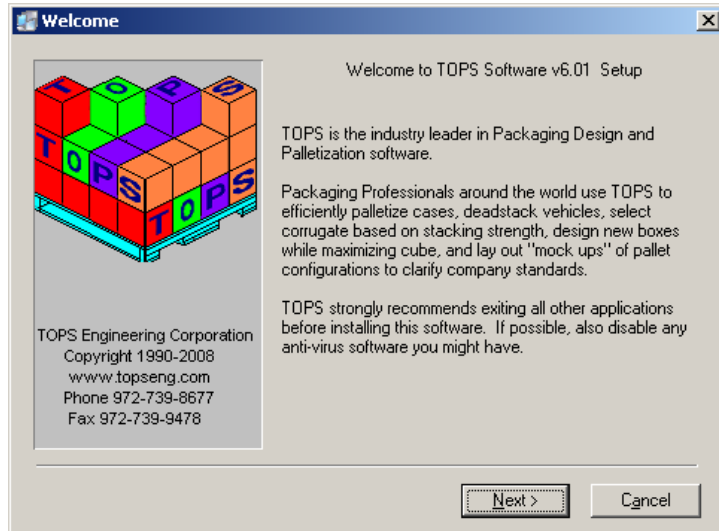 Welcome
Welcome to TOPS Software v6.01 Setup
TOPS
TOPS
TOPS
TOPS is the industry leader in Packaging Design and
Palletization software.
Packaging Professionals around the world use TOPS to
efficiently palletize cases, deadstack vehicles, select
corrugate based on stacking strength, design new boxes
while maximizing cube, and lay out "mock ups" of pallet
configurations to clarify company standards.
TOPS strongly recommends exiting all other applications
before installing this software. If possible, also disable any
anti-virus software you might have.
TOPS Engineering Corporation
Copyright 1990-2008
www.topseng.com
Phone 972-739-8677
Fax 972-739-9478
Next >
Cancel